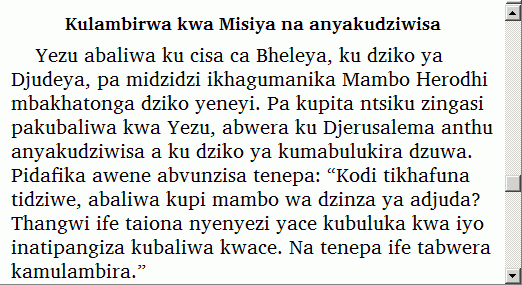 Kulambirwa kwa Misiya na anyakudziwisa
Yezu abaliwa ku cisa ca Bheleya, ku dziko ya
Djudeya, pa midzidzi ikhagumanika Mambo Herodhi
mbakhatonga dziko yeneyi. Pa kupita ntsiku zingasi
pakubaliwa kwa Yezu, abwera ku Djerusalema anthu
anyakudziwisa a ku dziko ya kumabulukira dzuwa.
Pidafika awene abvunzisa tenepa: “Kodi tikhafuna
tidziwe, abaliwa kupi mambo wa dzinza ya adjuda?
Thangwi ife taiona nyenyezi yace kubuluka kwa iyo
inatipangiza kubaliwa kwace. Na tenepa ife tabwera
kamulambira.”